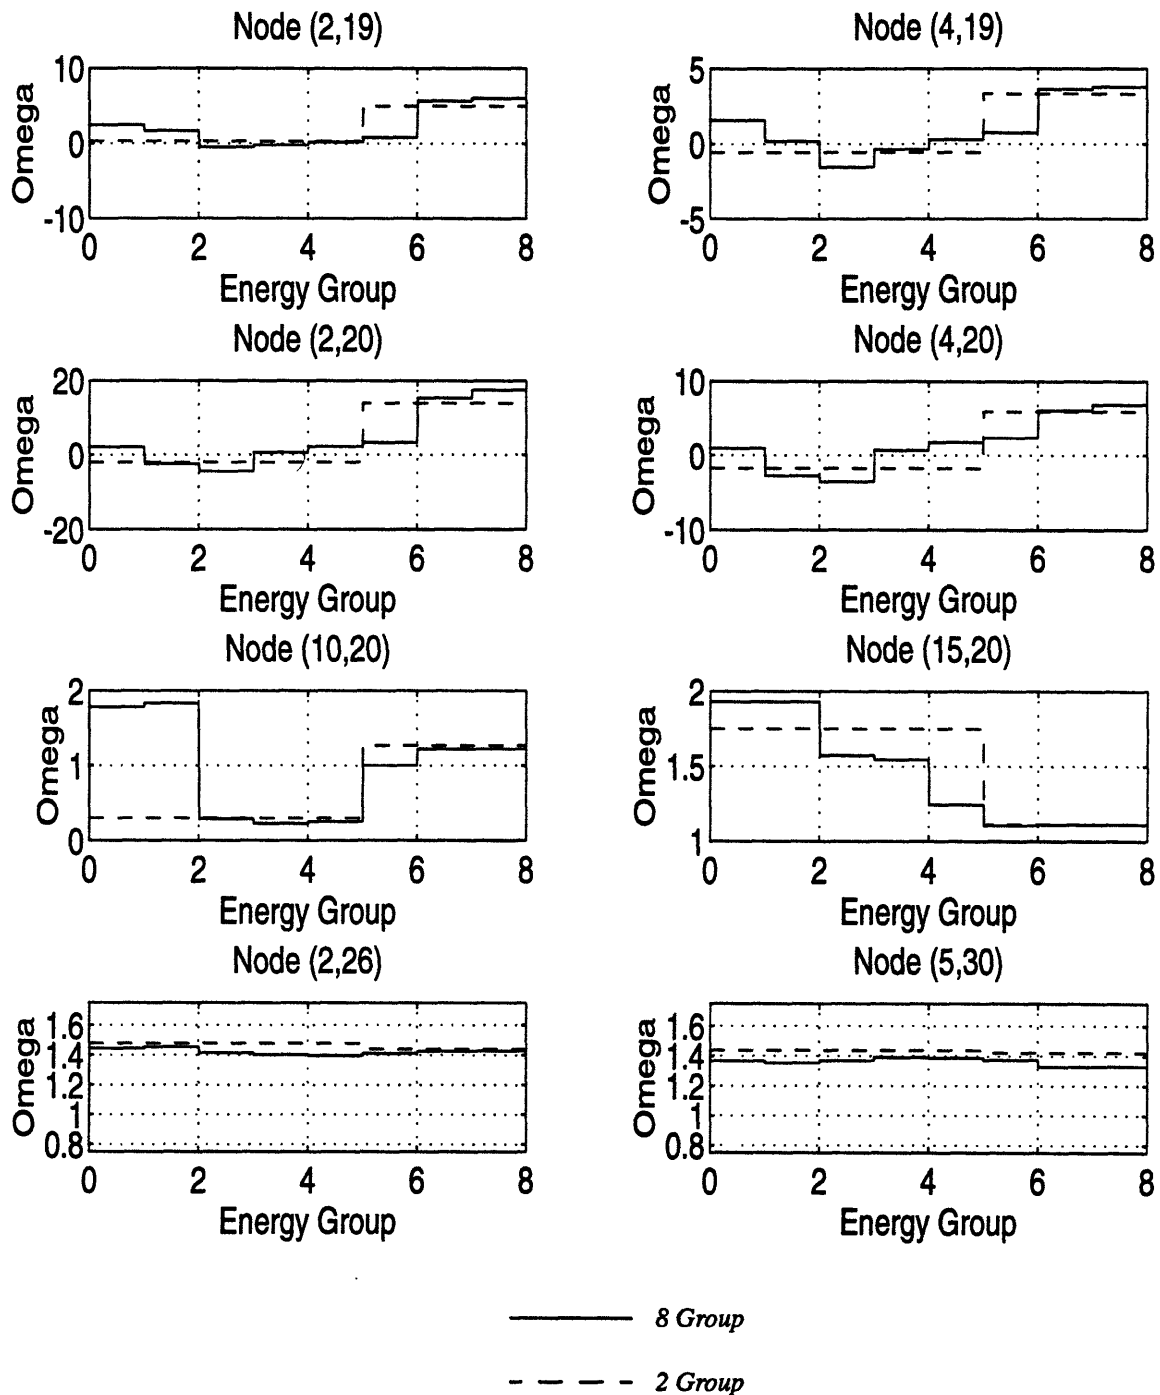 Node (2,19)
Omega
10
0
-10
0 2 4 6 8
Energy Group
Node (4,19)
Omega
5
0
-5
0 2 4 6 8
Energy Group
Node (2,20)
Omega
20
0
-20
0 2 4 6 8
Energy Group
Node (4,20)
Omega
10
0
-10
0 2 4 6 8
Energy Group
Node (10,20)
Omega
2
1
0
0 2 4 6 8
Energy Group
Node (15,20)
Omega
2
1.5
1
0 2 4 6 8
Energy Group
Node (2,26)
Omega
1.6
1.4
1.2
1
0.8
0 2 4 6 8
Energy Group
Node (5,30)
Omega
1.6
1.4
1.2
1
0.8
0 2 4 6 8
Energy Group
8 Group
2 Group